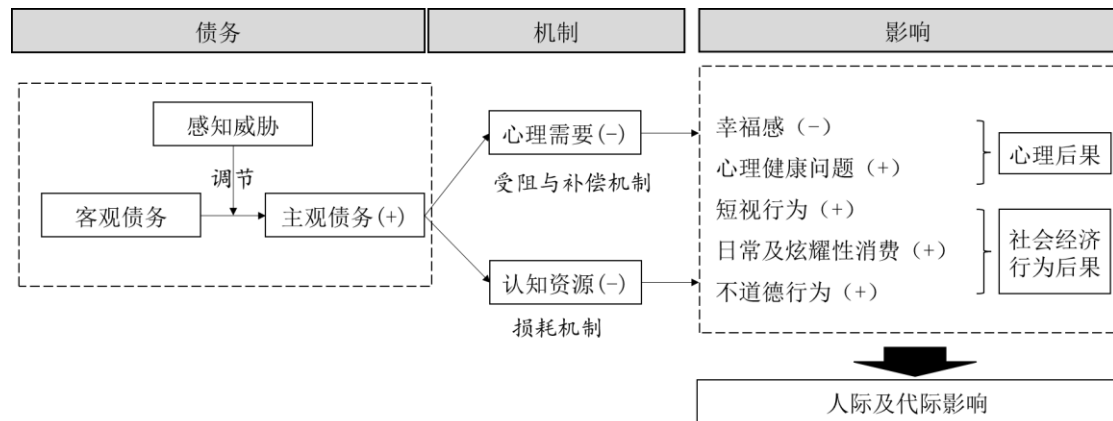 债务
机制
影响
感知威胁
调节
客观债务
主观债务(+)
心理需要(-)
受阻与补偿机制
认知资源(-)
损耗机制
幸福感（-）
心理健康问题（+）
短视行为（+）
日常及炫耀性消费（+）
不道德行为（+）
心理后果
社会经济
行为后果
人际及代际影响